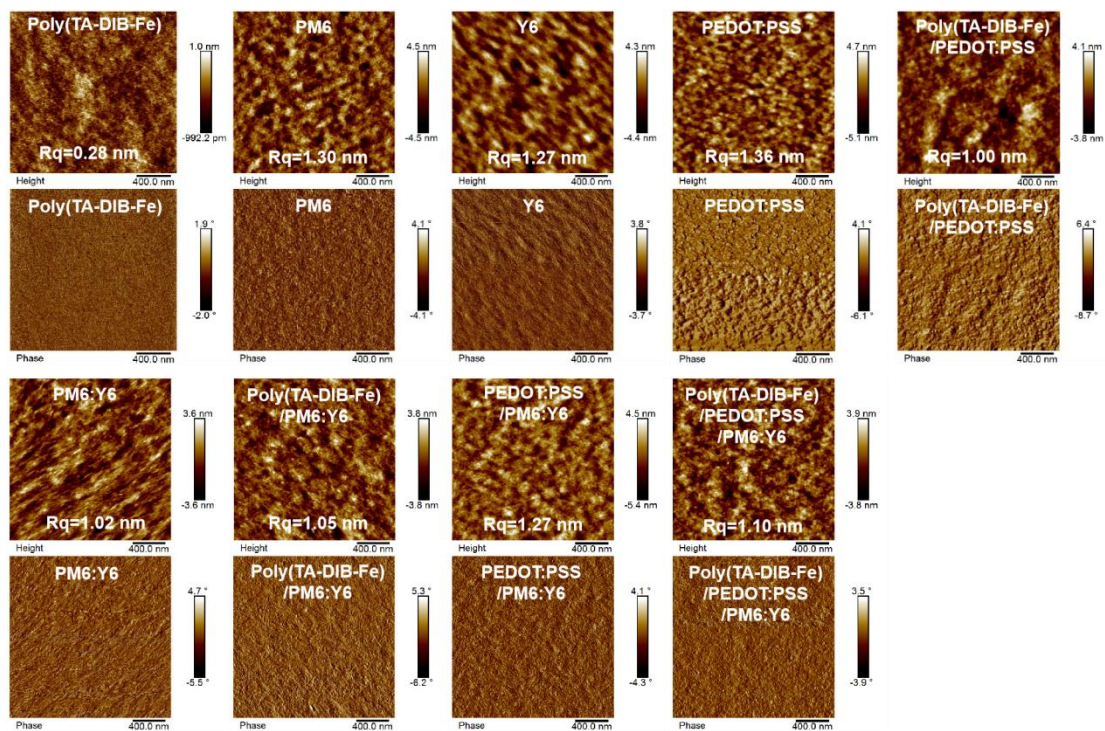 Poly(TA-DIB-Fe)
1.0 nm
-992.2 pm
Rq=0.28 nm
Height
400.0 nm
PM6
4.5 nm
-4.5 nm
Rq=1.30 nm
Height
400.0 nm
Y6
4.3 nm
-4.4 nm
Rq=1.27 nm
Height
400.0 nm
PEDOT:PSS
4.7 nm
-5.1 nm
Rq=1.36 nm
Height
400.0 nm
Poly(TA-DIB-Fe)
/PEDOT:PSS
4.1 nm
-3.8 nm
Rq=1.00 nm
Height
400.0 nm
Poly(TA-DIB-Fe)
1.9 °
-2.0 °
Phase
400.0 nm
PM6
4.1 °
-4.1 °
Phase
400.0 nm
Y6
3.8 °
-3.7 °
Phase
400.0 nm
PEDOT:PSS
4.1 °
-6.1 °
Phase
400.0 nm
Poly(TA-DIB-Fe)
/PEDOT:PSS
6.4 °
-8.7 °
Phase
400.0 nm
PM6:Y6
3.6 nm
-3.6 nm
Rq=1.02 nm
Height
400.0 nm
Poly(TA-DIB-Fe)
/PM6:Y6
3.8 nm
-3.8 nm
Rq=1.05 nm
Height
400.0 nm
PEDOT:PSS
/PM6:Y6
4.5 nm
-5.4 nm
Rq=1.27 nm
Height
400.0 nm
Poly(TA-DIB-Fe)
/PEDOT:PSS
/PM6:Y6
3.9 nm
-3.8 nm
Rq=1.10 nm
Height
400.0 nm
PM6:Y6
4.7 °
-5.5 °
Phase
400.0 nm
Poly(TA-DIB-Fe)
/PM6:Y6
5.3 °
-6.2 °
Phase
400.0 nm
PEDOT:PSS
/PM6:Y6
4.1 °
-4.3 °
Phase
400.0 nm
Poly(TA-DIB-Fe)
/PEDOT:PSS
/PM6:Y6
3.5 °
-3.9 °
Phase
400.0 nm